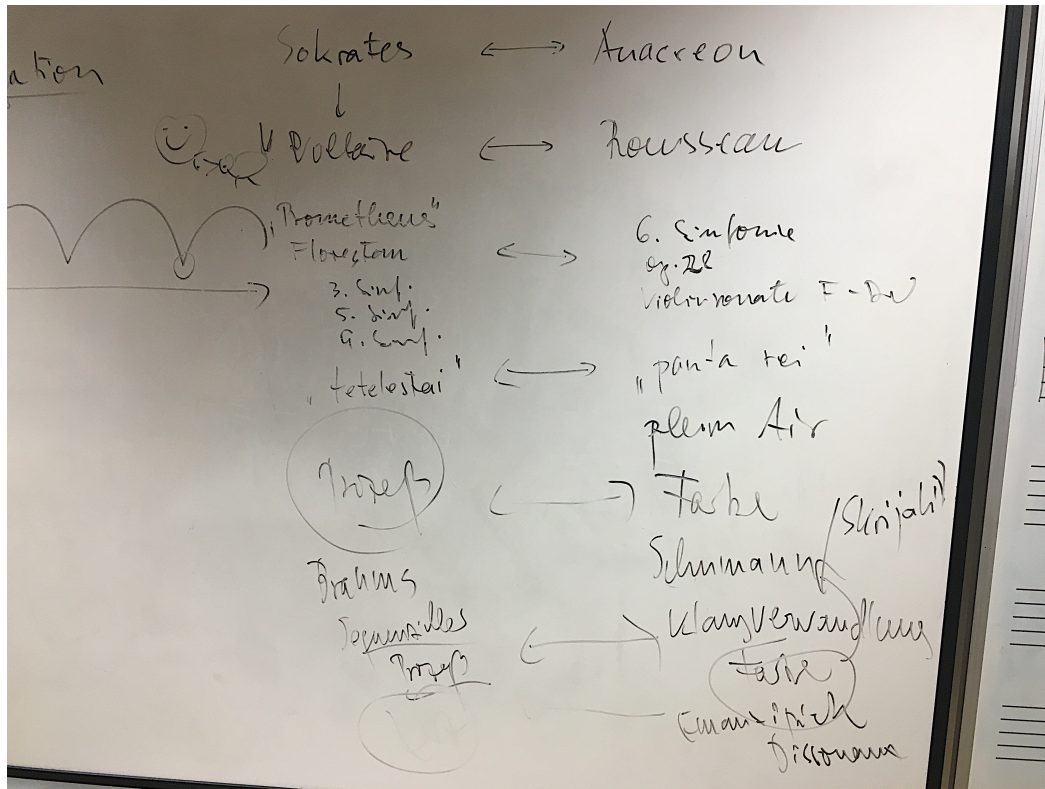 ation
Sokrates ↔ Anacreon
↓
Voltaire ↔ Rousseau
"Prometheus"
Florestan ↔ 6. Sinfonie
op. 22
3. Sinf. Violinsonate F-Dur
5. Sinf.
9. Sinf.
"tetelestai" ↔ "panta rei"
plein Air
Prozeß ↔ Farbe
Schumann /Skrjabin
Brahms
Sequenzilles ↔ Klangverwandlung
Prozeß Farbe
Dissonanz